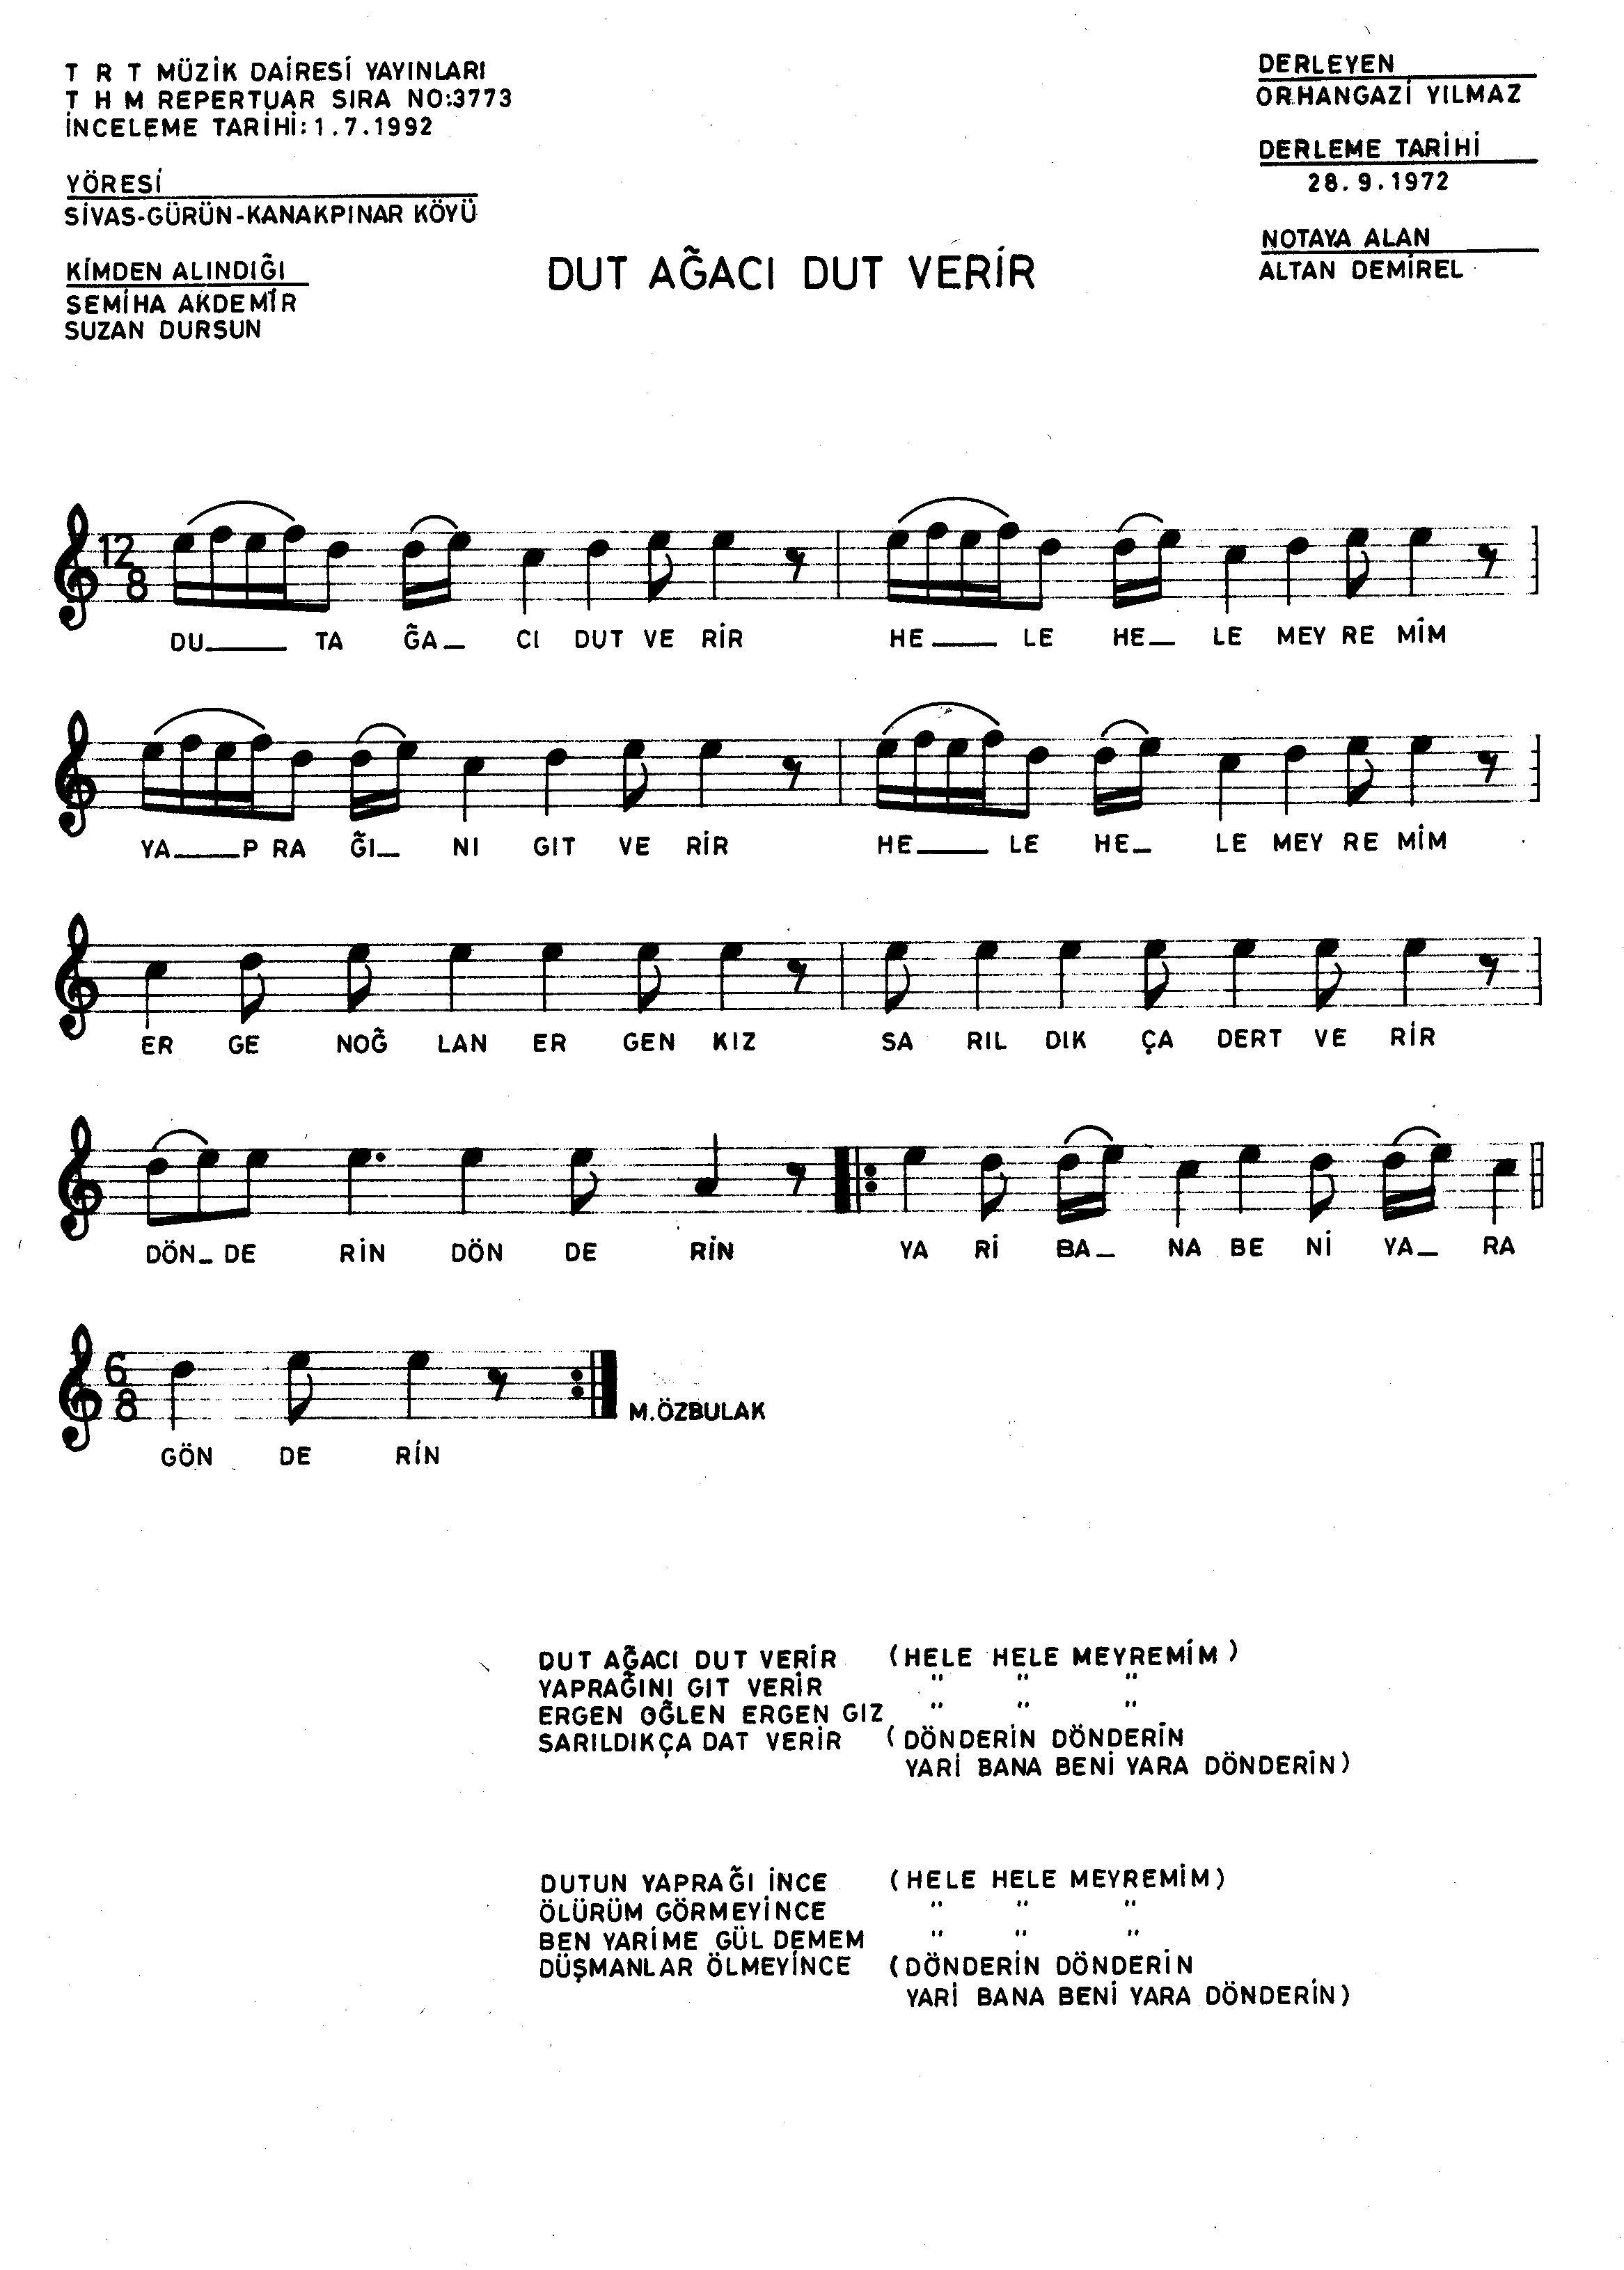 T R T MÜZİK DAİRESİ YAYINLARI
T H M REPERTUAR SIRA NO:3773
İNCELEME TARİHİ: 1.7.1992
YÖRESİ
SİVAS-GÜRÜN-KANAKPINAR KÖYÜ
KİMDEN ALINDIĞI
SEMİHA AKDEMİR
SUZAN DURSUN
DERLEYEN
ORHANGAZİ YILMAZ
DERLEME TARİHİ
28.9.1972
NOTAYA ALAN
ALTAN DEMİREL
DUT AĞACI DUT VERİR
12
8
DU___ TA ĞA_ CI DUT VE RİR HE___ LE HE_ LE MEY RE MİM
YA___P RA ĞI_ NI GIT VE RİR HE___ LE HE_ LE MEY RE MİM
ER GE NOĞ LAN ER GEN KIZ SA RIL DIK ÇA DERT VE RİR
DÖN_ DE RİN DÖN DE RİN YA Rİ BA_ NA BE Nİ YA_ RA
6
8
M.ÖZBULAK
GÖN DE RİN
DUT AĞACI DUT VERİR (HELE HELE MEYREMİM)
YAPRAĞINI GIT VERİR " " "
ERGEN OĞLEN ERGEN GIZ " " "
SARILDIKÇA DAT VERİR (DÖNDERİN DÖNDERİN
YARİ BANA BENİ YARA DÖNDERİN)
DUTUN YAPRAĞI İNCE (HELE HELE MEYREMİM)
ÖLÜRÜM GÖRMEYİNCE " " "
BEN YARİME GÜL DEMEM " " "
DÜŞMANLAR ÖLMEYİNCE (DÖNDERİN DÖNDERİN
YARİ BANA BENİ YARA DÖNDERİN)